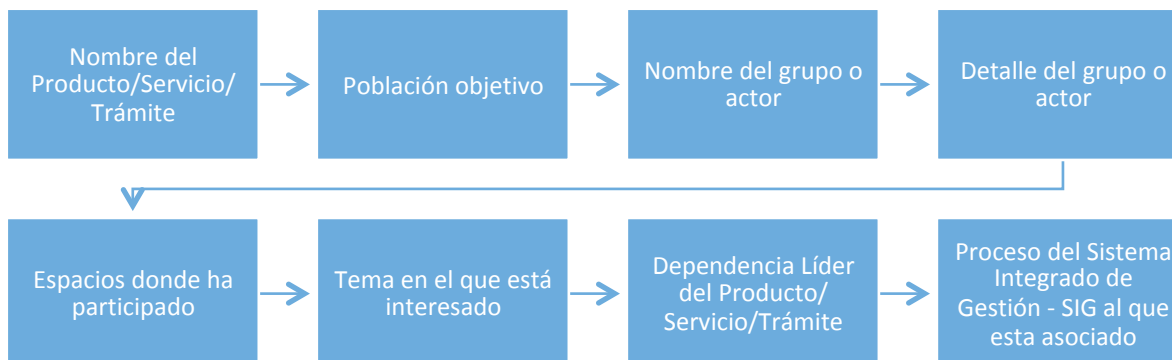 Nombre del
Producto/Servicio/
Trámite
Población objetivo
Nombre del grupo o
actor
Detalle del grupo o
actor
Espacios donde ha
participado
Tema en el que está
interesado
Dependencia Líder
del Producto/
Servicio/Trámite
Proceso del Sistema
Integrado de
Gestión - SIG al que
esta asociado